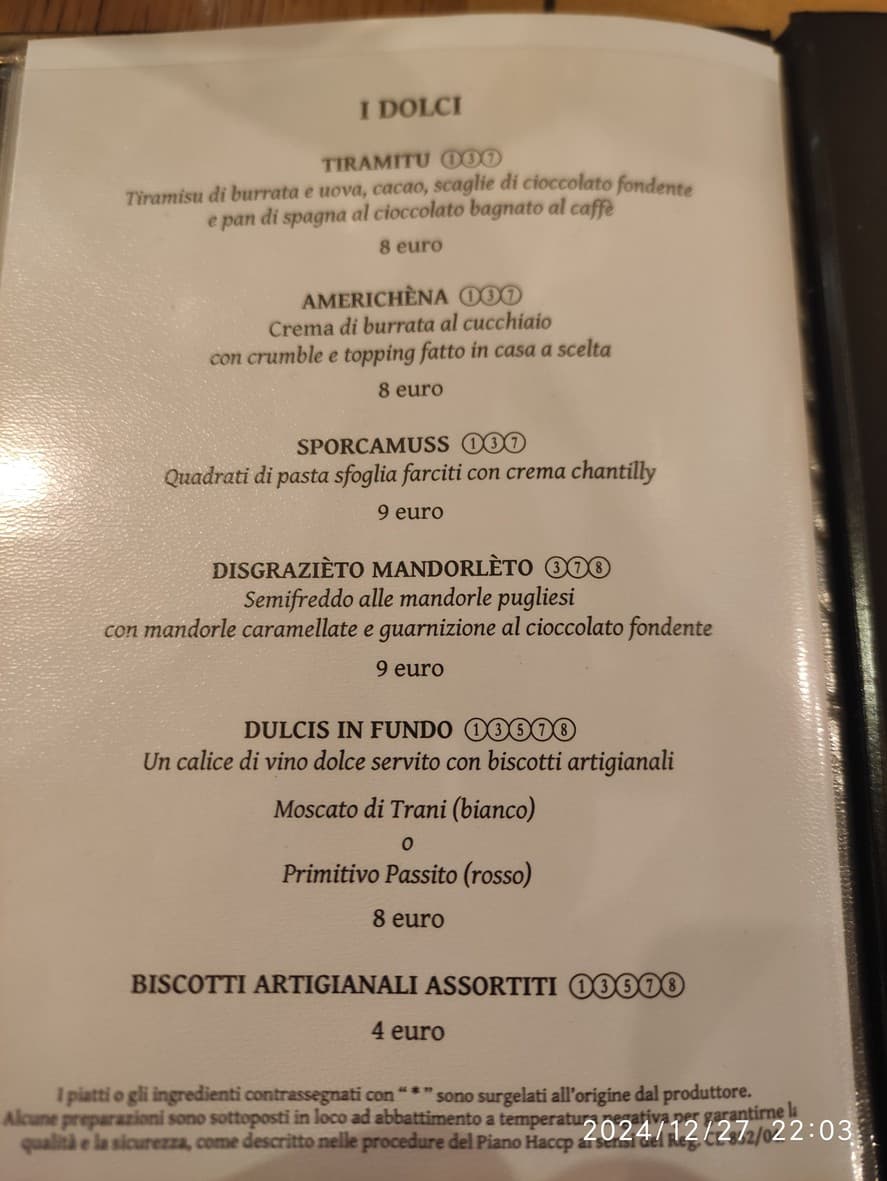 I DOLCI
TIRAMITU ①③⑦
Tiramisu di burrata e uova, cacao, scaglie di cioccolato fondente
e pan di spagna al cioccolato bagnato al caffè
8 euro
AMERICHÈNA ①③⑦
Crema di burrata al cucchiaio
con crumble e topping fatto in casa a scelta
8 euro
SPORCAMUSS ①③⑦
Quadrati di pasta sfoglia farciti con crema chantilly
9 euro
DISGRAZIÈTO MANDORLÈTO ③⑦⑧
Semifreddo alle mandorle pugliesi
con mandorle caramellate e guarnizione al cioccolato fondente
9 euro
DULCIS IN FUNDO ①③⑤⑦⑧
Un calice di vino dolce servito con biscotti artigianali
Moscato di Trani (bianco)
o
Primitivo Passito (rosso)
8 euro
BISCOTTI ARTIGIANALI ASSORTITI ①③⑤⑦⑧
4 euro
I piatti o gli ingredienti contrassegnati con “ * ” sono surgelati all'origine dal produttore.
Alcune preparazioni sono sottoposti in loco ad abbattimento a temperatura negativa per garantirne la
qualità e la sicurezza, come descritto nelle procedure del Piano Haccp ai sensi del Reg. CE
2024/12/27 22:03